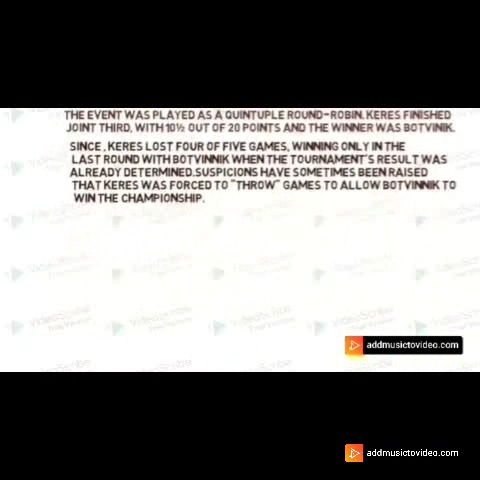 THE EVENT WAS PLAYED AS A QUINTUPLE ROUND-ROBIN. KERES FINISHED
JOINT THIRD, WITH 10½ OUT OF 20 POINTS AND THE WINNER WAS BOTVINIK.
SINCE , KERES LOST FOUR OF FIVE GAMES, WINNING ONLY IN THE
LAST ROUND WITH BOTVINNIK WHEN THE TOURNAMENT'S RESULT WAS
ALREADY DETERMINED.SUSPICIONS HAVE SOMETIMES BEEN RAISED
THAT KERES WAS FORCED TO "THROW" GAMES TO ALLOW BOTVINNIK TO
WIN THE CHAMPIONSHIP.
VideoScribe
Free Version
addmusictovideo.com
addmusictovideo.com